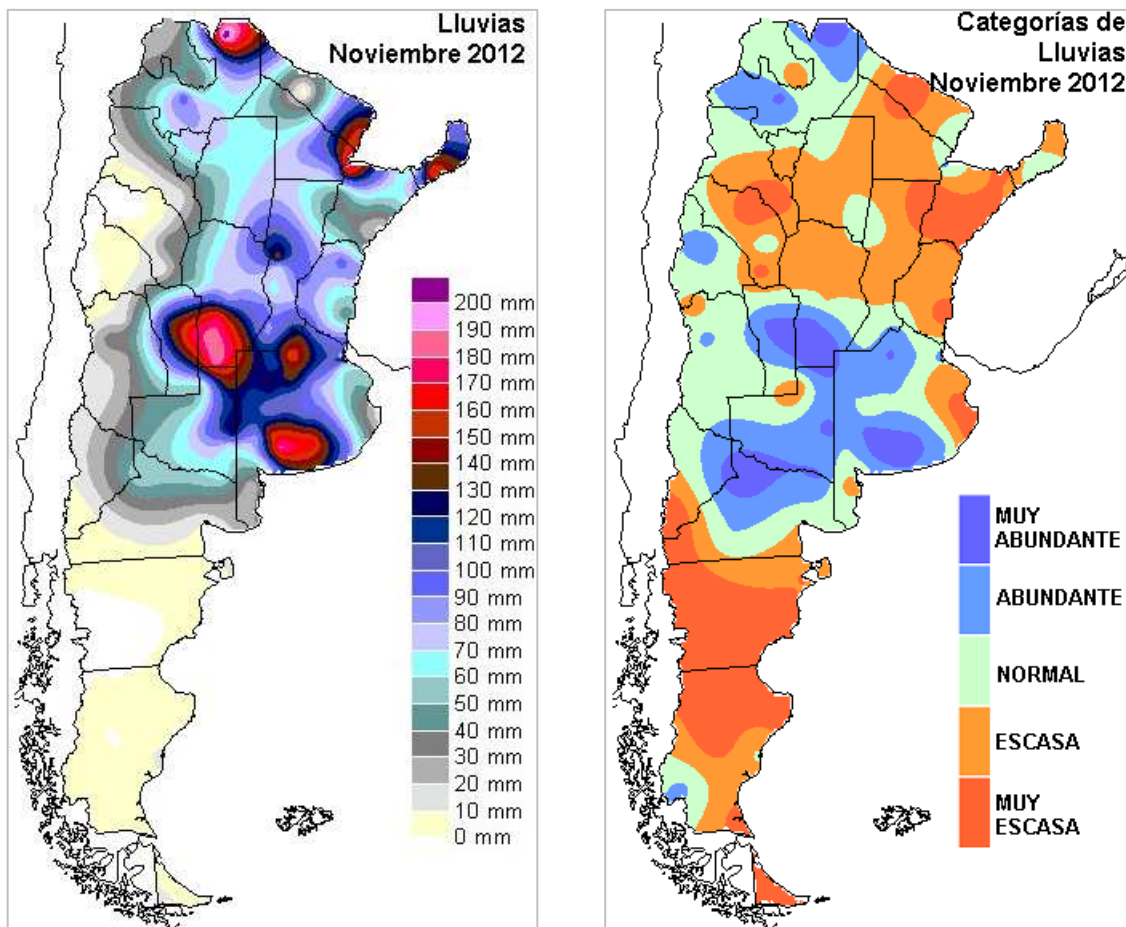 Lluvias
Noviembre 2012
200 mm
190 mm
180 mm
170 mm
160 mm
150 mm
140 mm
130 mm
120 mm
110 mm
100 mm
90 mm
80 mm
70 mm
60 mm
50 mm
40 mm
30 mm
20 mm
10 mm
0 mm
Categorías de
Lluvias
Noviembre 2012
MUY
ABUNDANTE
ABUNDANTE
NORMAL
ESCASA
MUY
ESCASA